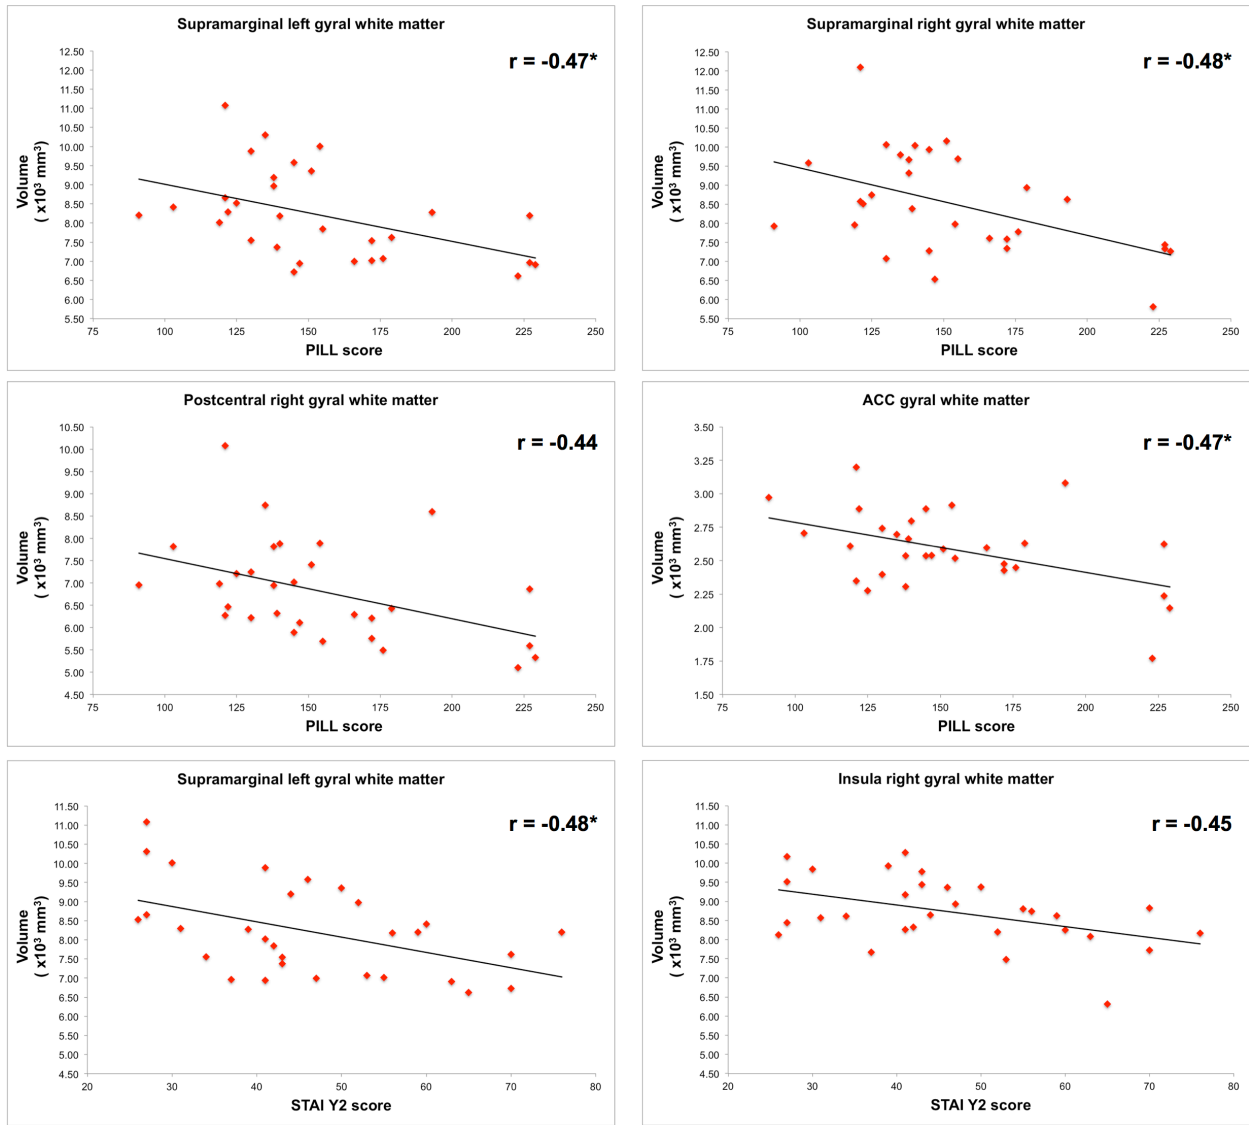 Supramarginal left gyral white matter
r = -0.47*
Volume
( x10³ mm³)
12.50
12.00
11.50
11.00
10.50
10.00
9.50
9.00
8.50
8.00
7.50
7.00
6.50
6.00
5.50
75 100 125 150 175 200 225 250
PILL score
Supramarginal right gyral white matter
r = -0.48*
Volume
( x10³ mm³)
12.50
12.00
11.50
11.00
10.50
10.00
9.50
9.00
8.50
8.00
7.50
7.00
6.50
6.00
5.50
75 100 125 150 175 200 225 250
PILL score
Postcentral right gyral white matter
r = -0.44
Volume
( x10³ mm³)
10.50
10.00
9.50
9.00
8.50
8.00
7.50
7.00
6.50
6.00
5.50
5.00
4.50
75 100 125 150 175 200 225 250
PILL score
ACC gyral white matter
r = -0.47*
Volume
( x10³ mm³)
3.50
3.25
3.00
2.75
2.50
2.25
2.00
1.75
1.50
75 100 125 150 175 200 225 250
PILL score
Supramarginal left gyral white matter
r = -0.48*
Volume
( x10³ mm³)
11.50
11.00
10.50
10.00
9.50
9.00
8.50
8.00
7.50
7.00
6.50
6.00
5.50
5.00
4.50
20 30 40 50 60 70 80
STAI Y2 score
Insula right gyral white matter
r = -0.45
Volume
( x10³ mm³)
11.50
11.00
10.50
10.00
9.50
9.00
8.50
8.00
7.50
7.00
6.50
6.00
5.50
5.00
4.50
20 30 40 50 60 70 80
STAI Y2 score